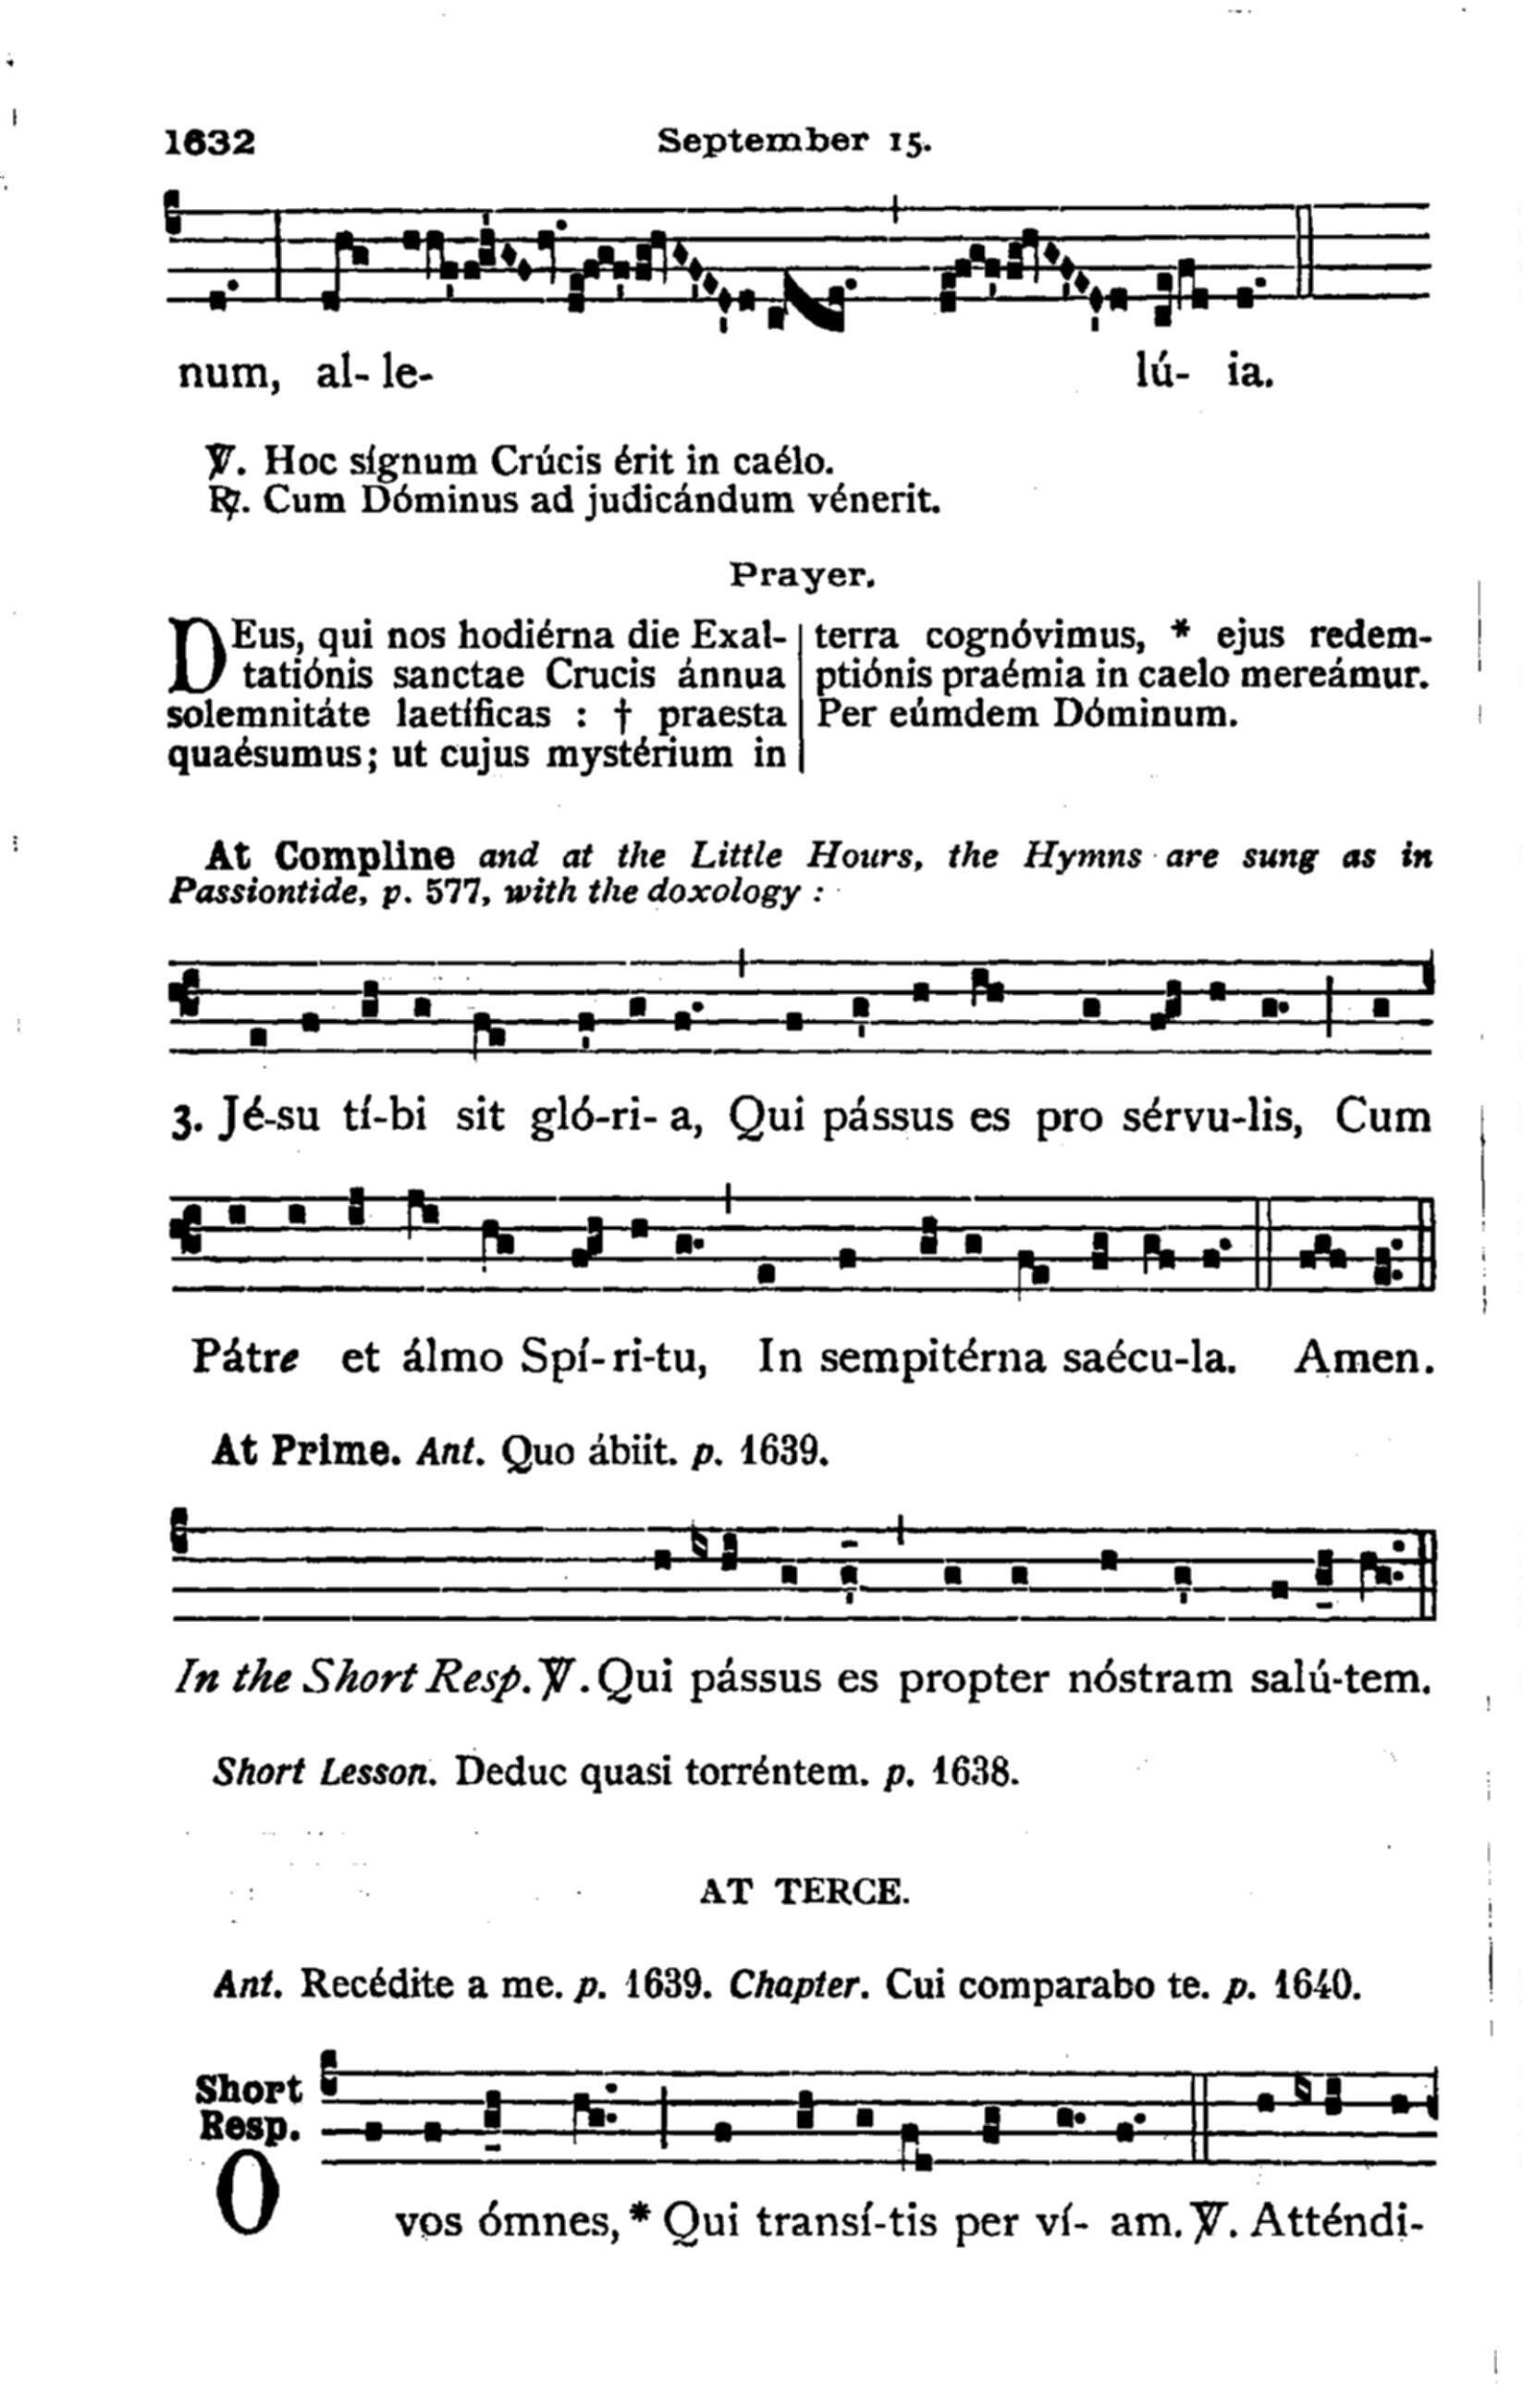 1632 September 15.
num, al- le- lú- ia.
℣. Hoc sígnum Crúcis érit in caélo.
℟. Cum Dóminus ad judicándum vénerit.
Prayer.
DEus, qui nos hodiérna die Exal-
tatiónis sanctae Crucis ánnua
solemnitáte laetíficas : † praesta
quaésumus; ut cujus mystérium in
terra cognóvimus, * ejus redem-
ptiónis praémia in caelo mereámur.
Per eúmdem Dóminum.
At Compline and at the Little Hours, the Hymns are sung as in
Passiontide, p. 577, with the doxology :
3. Jé-su tí-bi sit gló-ri- a, Qui pássus es pro sérvu-lis, Cum
Pátre et álmo Spí-ri-tu, In sempitérna saécu-la. Amen.
At Prime. Ant. Quo ábiit. p. 1639.
In the Short Resp. ℣. Qui pássus es propter nóstram salú-tem.
Short Lesson. Deduc quasi torréntem. p. 1638.
AT TERCE.
Ant. Recédite a me. p. 1639. Chapter. Cui comparabo te. p. 1640.
Short
Resp.
O vos ómnes, * Qui transí-tis per ví- am. ℣. Atténdi-